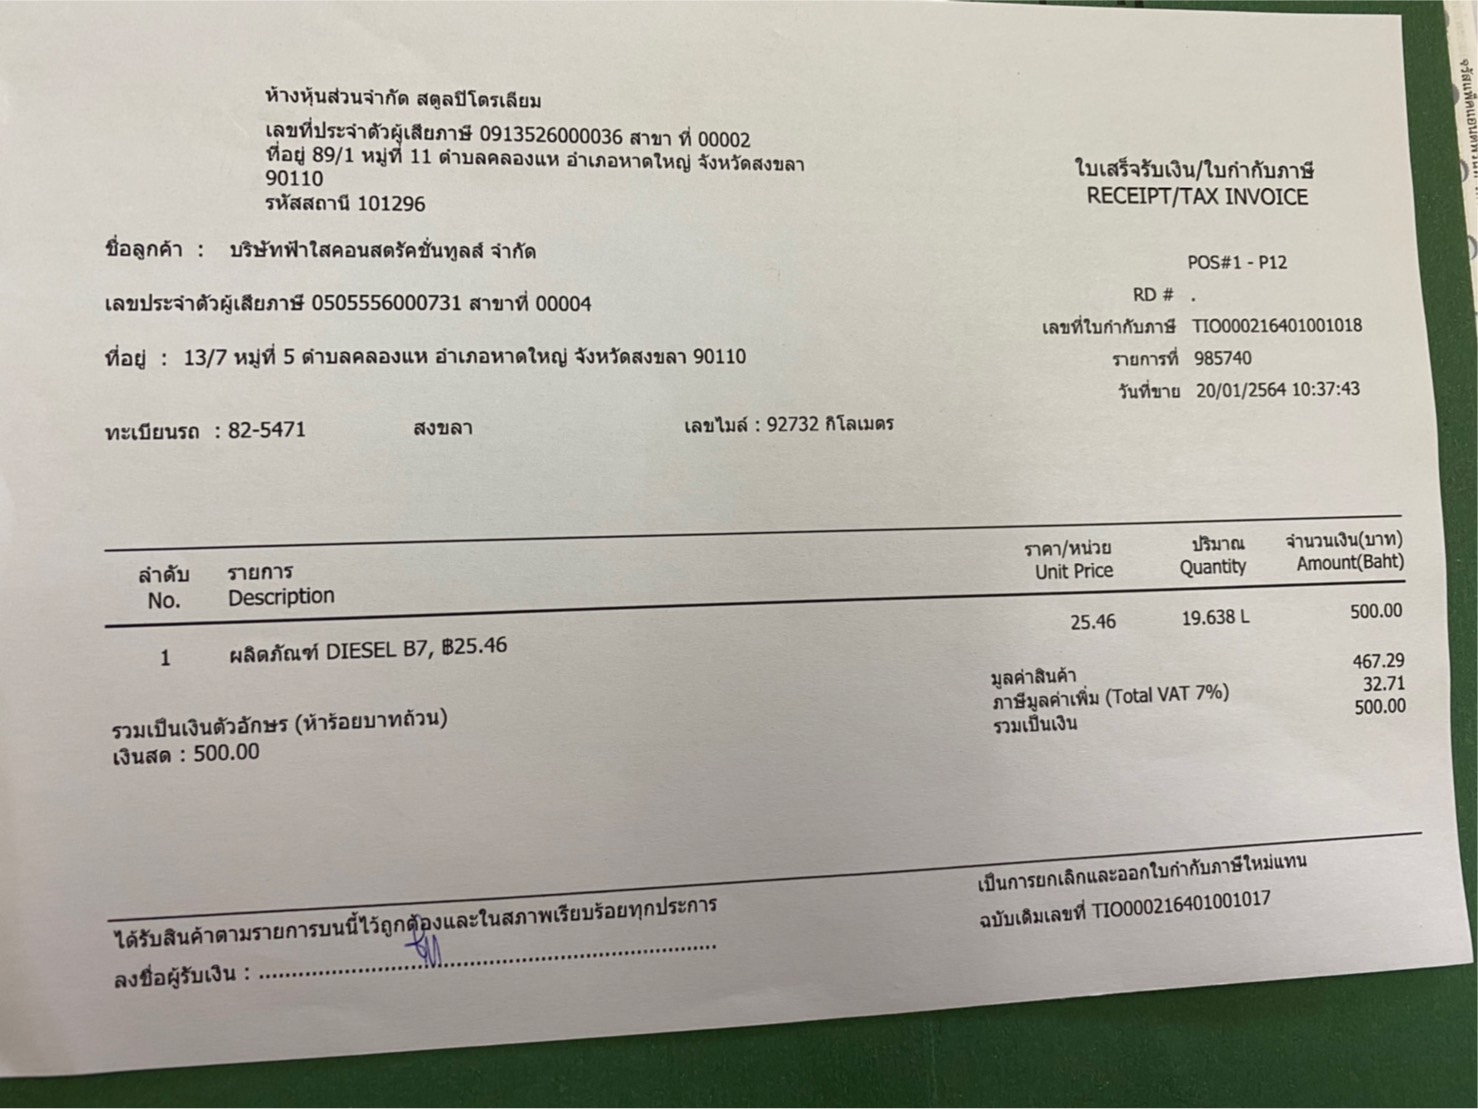 ห้างหุ้นส่วนจำกัด สตูลปิโตรเลียม
เลขที่ประจำตัวผู้เสียภาษี 0913526000036 สาขา ที่ 00002
ที่อยู่ 89/1 หมู่ที่ 11 ตำบลคลองแห อำเภอหาดใหญ่ จังหวัดสงขลา
90110
รหัสสถานี 101296
ใบเสร็จรับเงิน/ใบกำกับภาษี
RECEIPT/TAX INVOICE
ชื่อลูกค้า : บริษัทฟ้าใสคอนสตรัคชั่นทูลส์ จำกัด
POS#1 - P12
RD # .
เลขประจำตัวผู้เสียภาษี 0505556000731 สาขาที่ 00004
เลขที่ใบกำกับภาษี TIO000216401001018
ที่อยู่ : 13/7 หมู่ที่ 5 ตำบลคลองแห อำเภอหาดใหญ่ จังหวัดสงขลา 90110
รายการที่ 985740
วันที่ขาย 20/01/2564 10:37:43
ทะเบียนรถ : 82-5471 สงขลา เลขไมล์ : 92732 กิโลเมตร
ลำดับ รายการ ราคา/หน่วย ปริมาณ จำนวนเงิน(บาท)
No. Description Unit Price Quantity Amount(Baht)
1 ผลิตภัณฑ์ DIESEL B7, ฿25.46 25.46 19.638 L 500.00
มูลค่าสินค้า 467.29
ภาษีมูลค่าเพิ่ม (Total VAT 7%) 32.71
รวมเป็นเงิน 500.00
รวมเป็นเงินตัวอักษร (ห้าร้อยบาทถ้วน)
เงินสด : 500.00
ได้รับสินค้าตามรายการบนนี้ไว้ถูกต้องและในสภาพเรียบร้อยทุกประการ
ลงชื่อผู้รับเงิน : ......................................................................
เป็นการยกเลิกและออกใบกำกับภาษีใหม่แทน
ฉบับเดิมเลขที่ TIO000216401001017